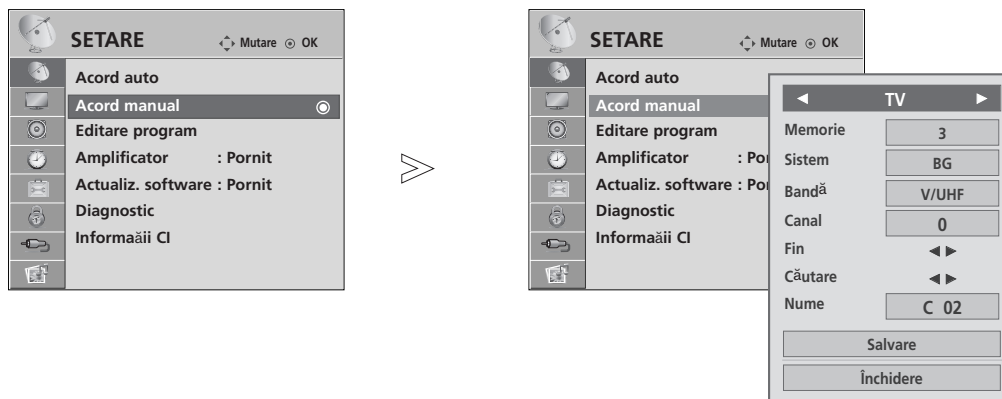 SETARE Mutare OK
Acord auto
Acord manual
Editare program
Amplificator : Pornit
Actualiz. software : Pornit
Diagnostic
Informaăii CI
SETARE Mutare OK
Acord auto
Acord manual
Editare program
Amplificator : Por
Actualiz. software : Por
Diagnostic
Informaăii CI
TV
Memorie 3
Sistem BG
Bandă V/UHF
Canal 0
Fin
Căutare
Nume C 02
Salvare
Închidere